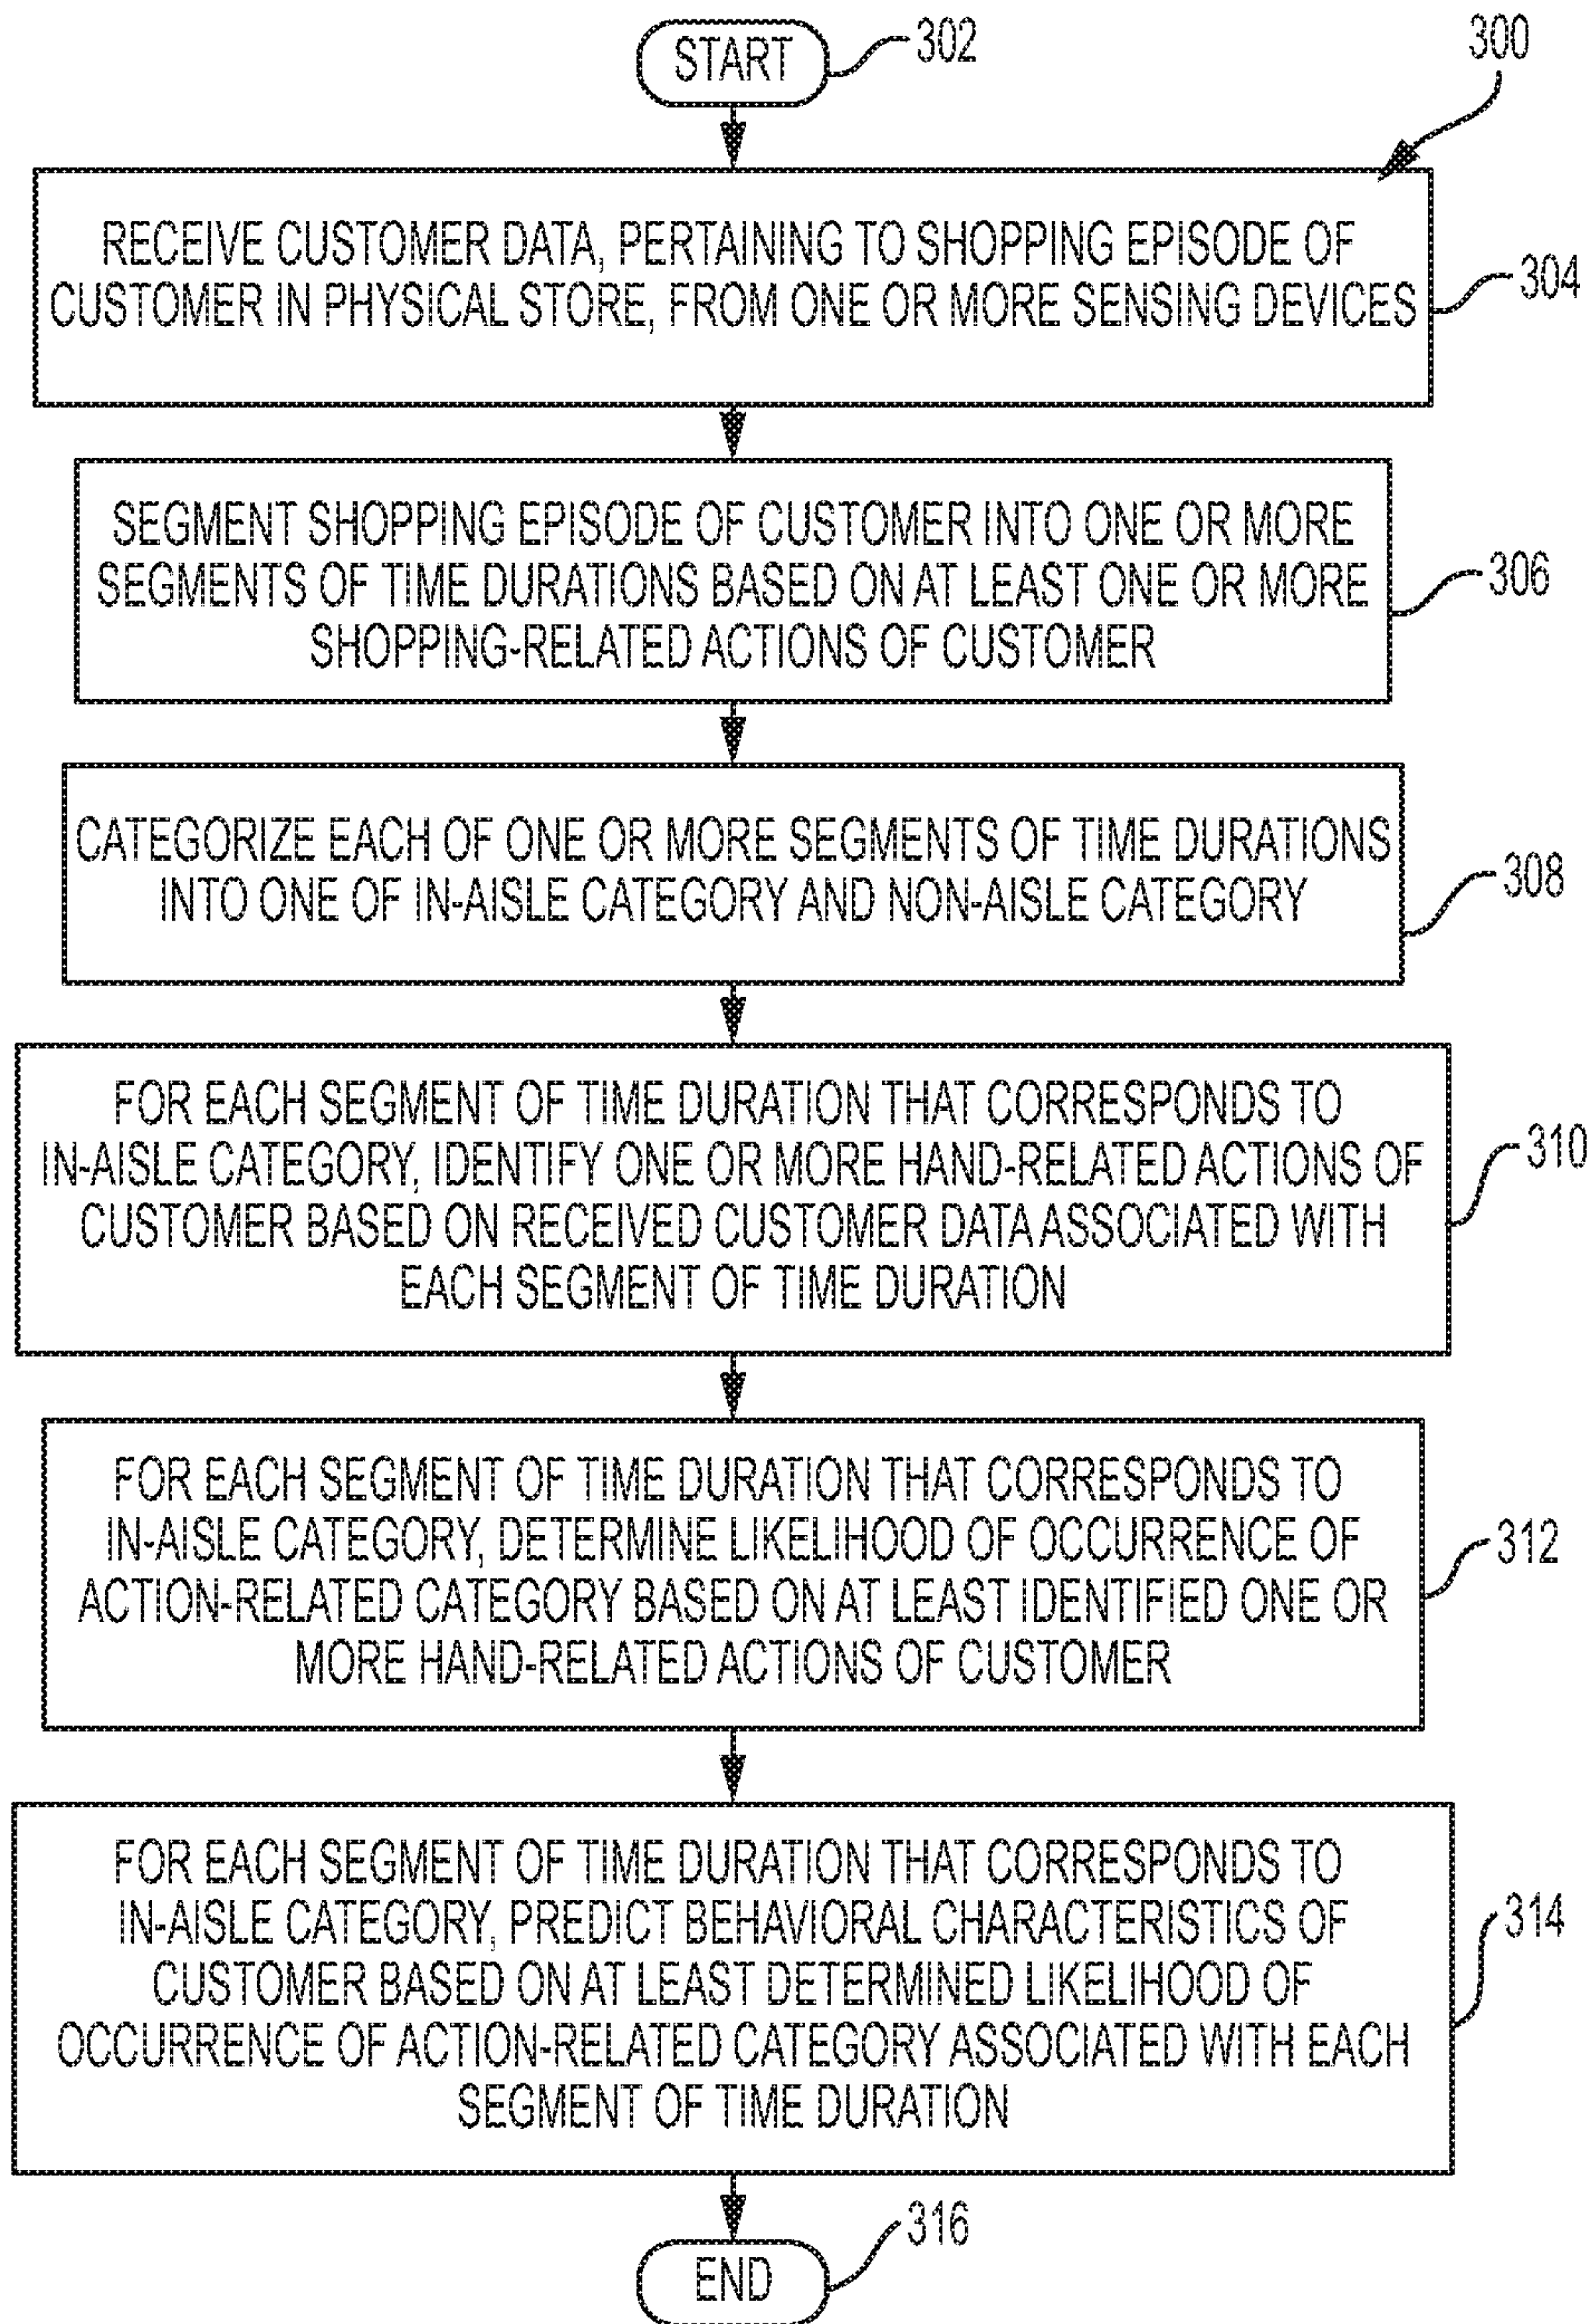 START
302
300
RECEIVE CUSTOMER DATA, PERTAINING TO SHOPPING EPISODE OF
CUSTOMER IN PHYSICAL STORE, FROM ONE OR MORE SENSING DEVICES
304
SEGMENT SHOPPING EPISODE OF CUSTOMER INTO ONE OR MORE
SEGMENTS OF TIME DURATIONS BASED ON AT LEAST ONE OR MORE
SHOPPING-RELATED ACTIONS OF CUSTOMER
306
CATEGORIZE EACH OF ONE OR MORE SEGMENTS OF TIME DURATIONS
INTO ONE OF IN-AISLE CATEGORY AND NON-AISLE CATEGORY
308
FOR EACH SEGMENT OF TIME DURATION THAT CORRESPONDS TO
IN-AISLE CATEGORY, IDENTIFY ONE OR MORE HAND-RELATED ACTIONS OF
CUSTOMER BASED ON RECEIVED CUSTOMER DATA ASSOCIATED WITH
EACH SEGMENT OF TIME DURATION
310
FOR EACH SEGMENT OF TIME DURATION THAT CORRESPONDS TO
IN-AISLE CATEGORY, DETERMINE LIKELIHOOD OF OCCURRENCE OF
ACTION-RELATED CATEGORY BASED ON AT LEAST IDENTIFIED ONE OR
MORE HAND-RELATED ACTIONS OF CUSTOMER
312
FOR EACH SEGMENT OF TIME DURATION THAT CORRESPONDS TO
IN-AISLE CATEGORY, PREDICT BEHAVIORAL CHARACTERISTICS OF
CUSTOMER BASED ON AT LEAST DETERMINED LIKELIHOOD OF
OCCURRENCE OF ACTION-RELATED CATEGORY ASSOCIATED WITH EACH
SEGMENT OF TIME DURATION
314
END
316